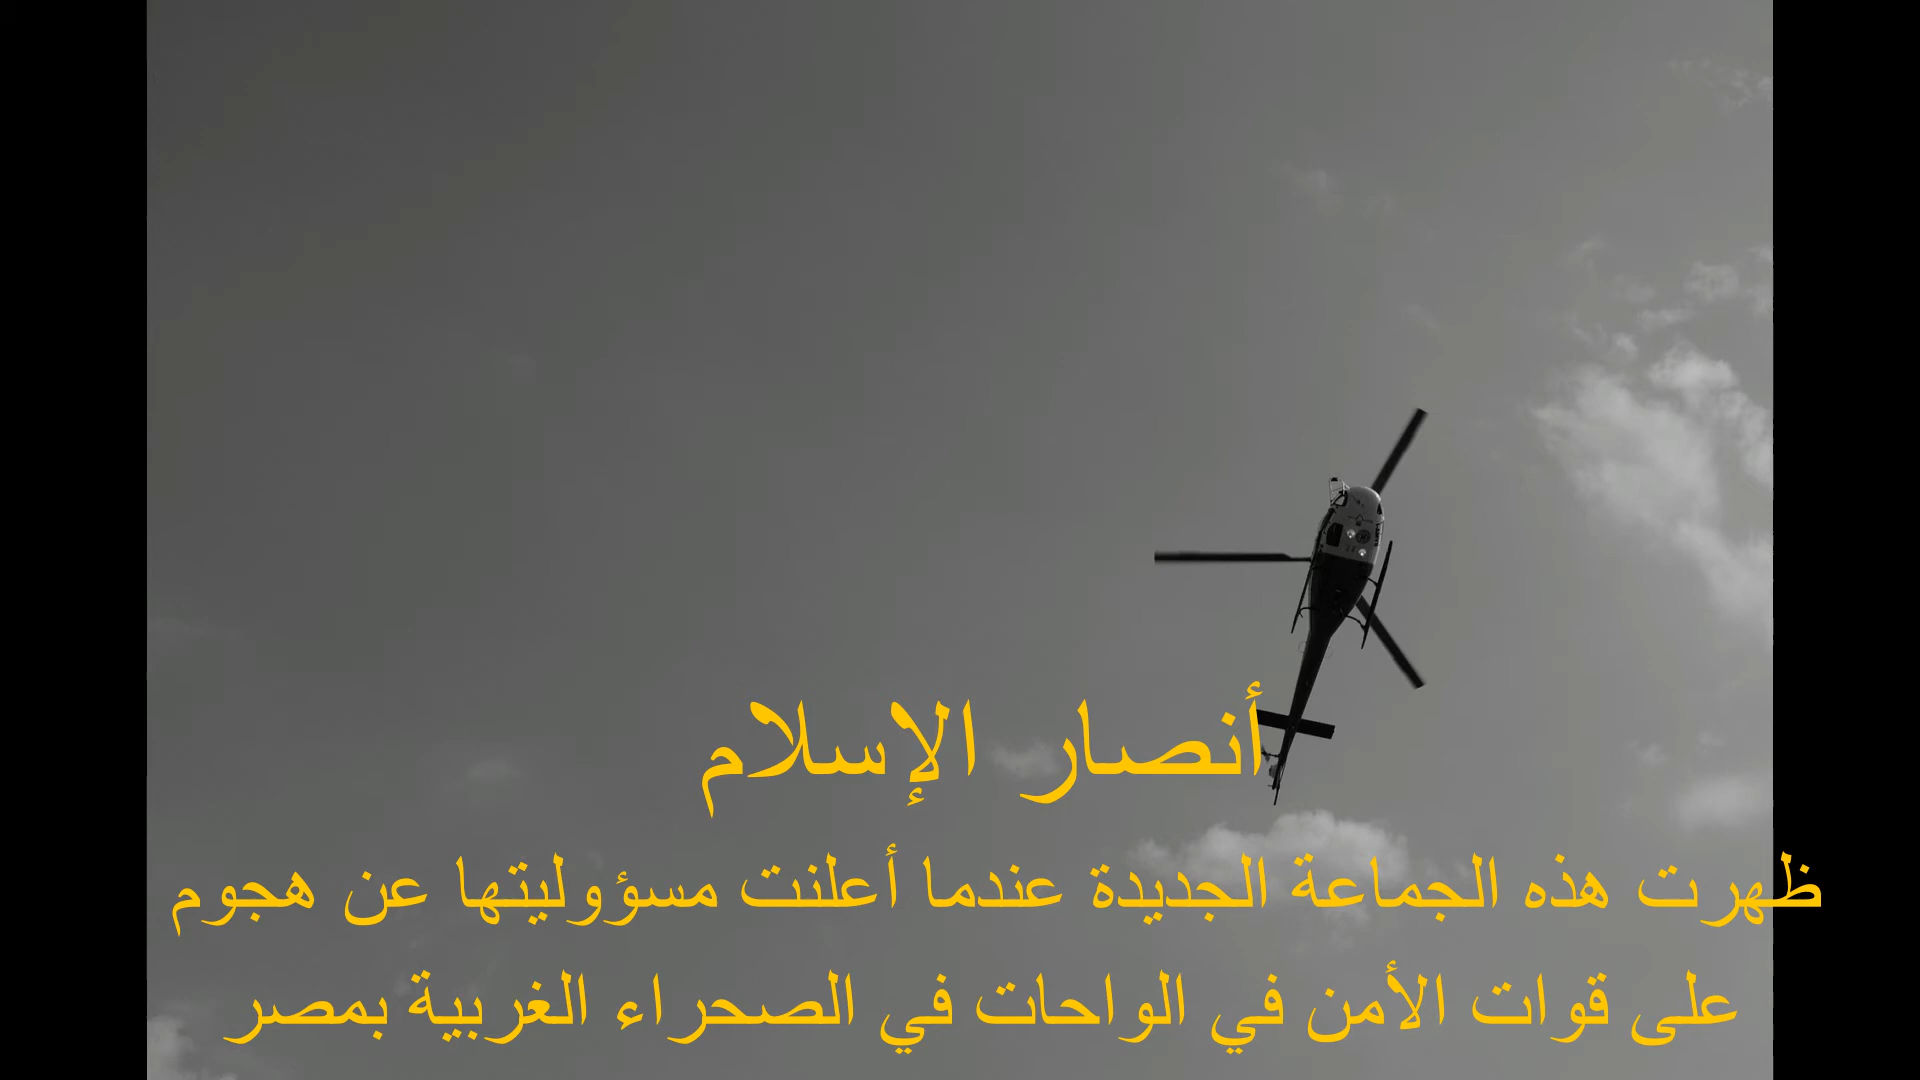 أنصار الإسلام
ظهرت هذه الجماعة الجديدة عندما أعلنت مسؤوليتها عن هجوم
على قوات الأمن في الواحات في الصحراء الغربية بمصر